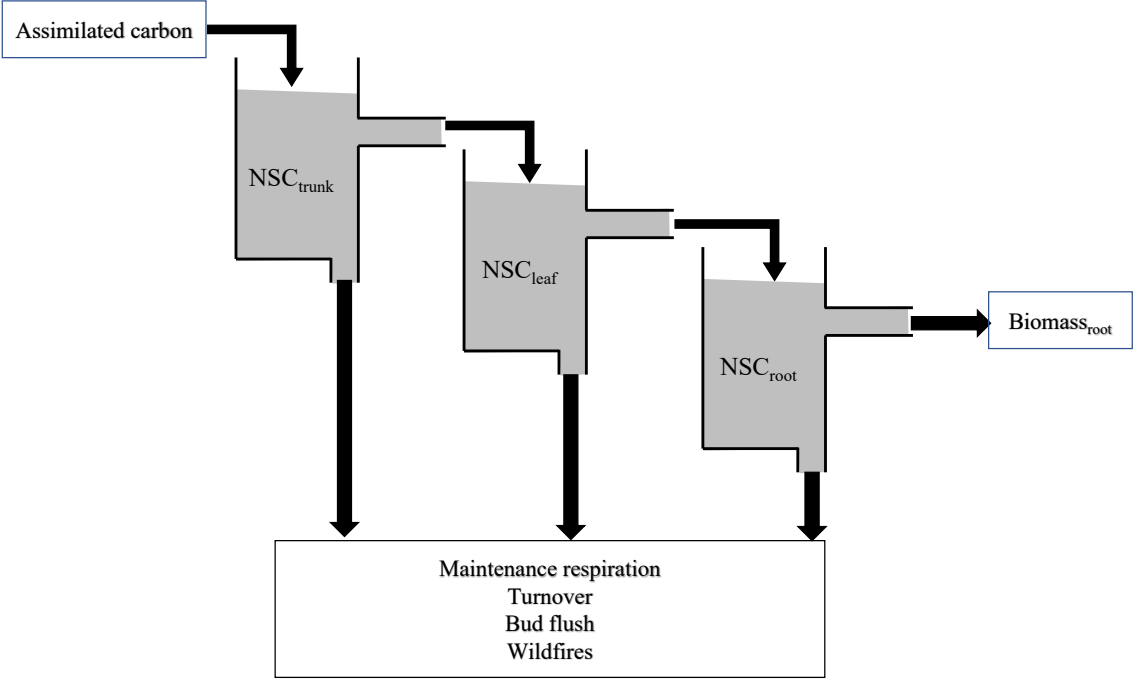 Assimilated carbon
NSCtrunk
NSCleaf
NSCroot
Biomassroot
Maintenance respiration
Turnover
Bud flush
Wildfires